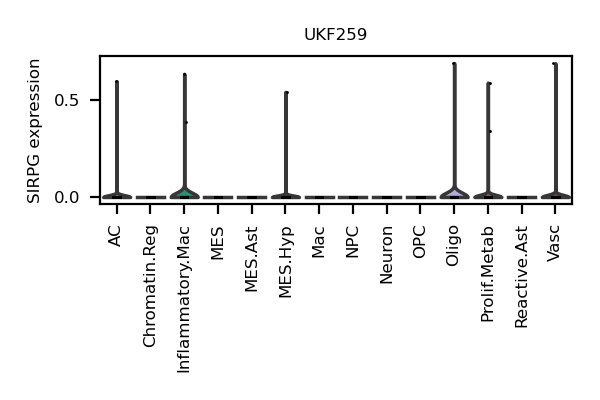 UKF259
SIRPG expression
0.5
0.0
AC
Chromatin.Reg
Inflammatory.Mac
MES
MES.Ast
MES.Hyp
Mac
NPC
Neuron
OPC
Oligo
Prolif.Metab
Reactive.Ast
Vasc